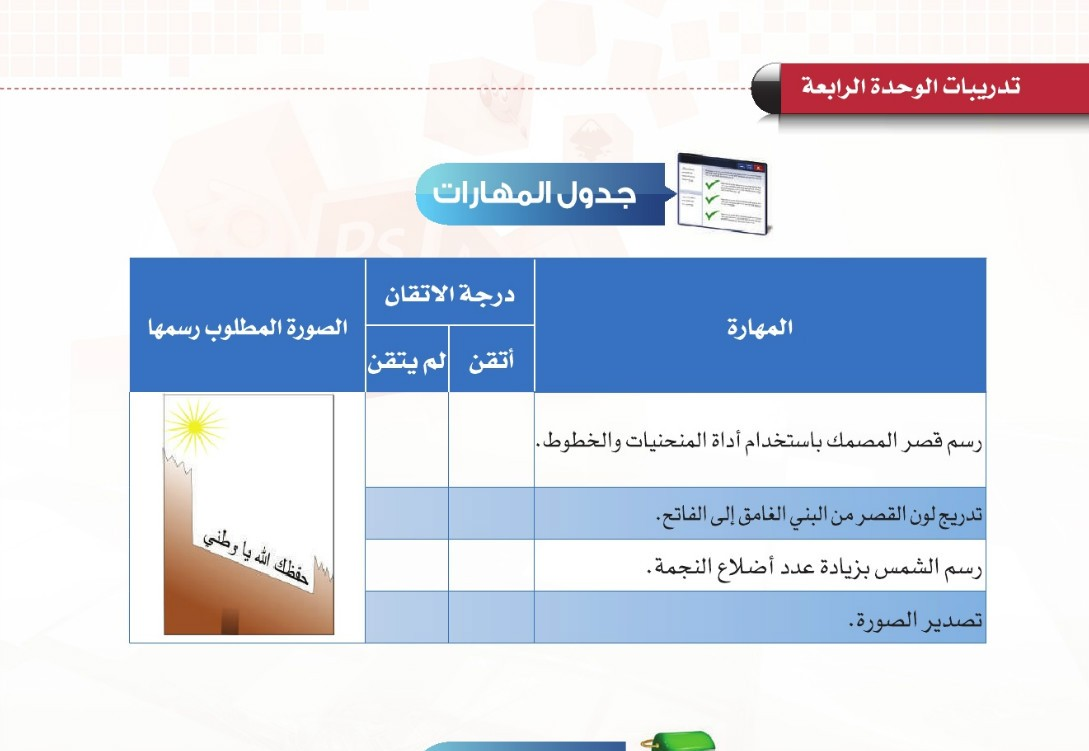 تدريبات الوحدة الرابعة
جدول المهارات
المهارة
درجة الاتقان
أتقن
لم يتقن
الصورة المطلوب رسمها
رسم قصر المصمك باستخدام أداة المنحنيات والخطوط.
تدريج لون القصر من البني الغامق إلى الفاتح.
رسم الشمس بزيادة عدد أضلاع النجمة.
تصدير الصورة.
حفظك الله يا وطني